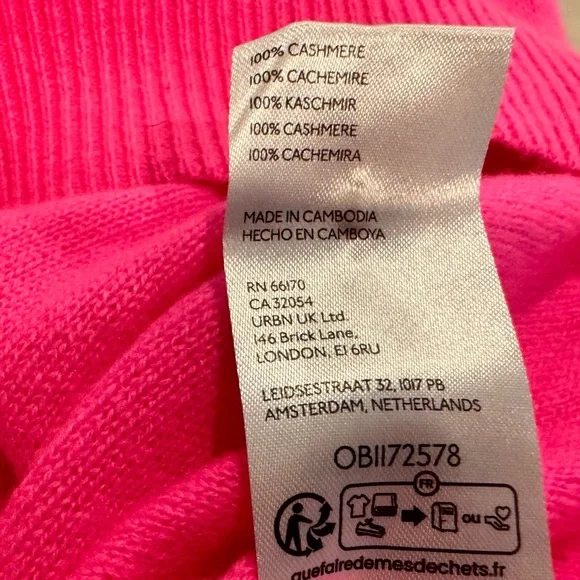 100% CASHMERE
100% CACHEMIRE
100% KASCHMIR
100% CASHMERE
100% CACHEMIRA
MADE IN CAMBODIA
HECHO EN CAMBOYA
RN 66170
CA 32054
URBN UK Ltd.
146 Brick Lane,
LONDON, E1 6RU
LEIDSESTRAAT 32, 1017 PB
AMSTERDAM, NETHERLANDS
OB1172578
FR
ou
quefairedemesdechets.fr